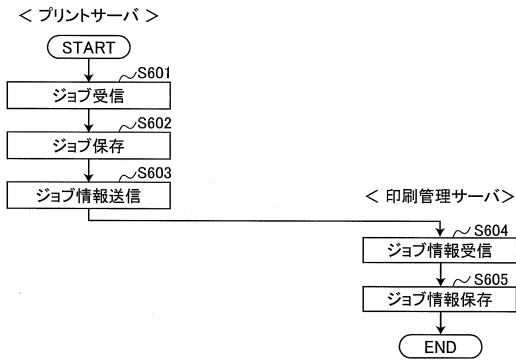 ＜ プリントサーバ ＞
START
S601
ジョブ受信
S602
ジョブ保存
S603
ジョブ情報送信
＜ 印刷管理サーバ＞
S604
ジョブ情報受信
S605
ジョブ情報保存
END